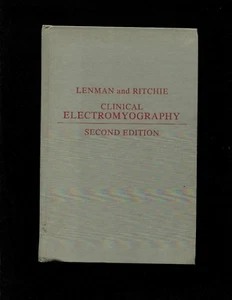 LENMAN and RITCHIE
CLINICAL
ELECTROMYOGRAPHY
SECOND EDITION